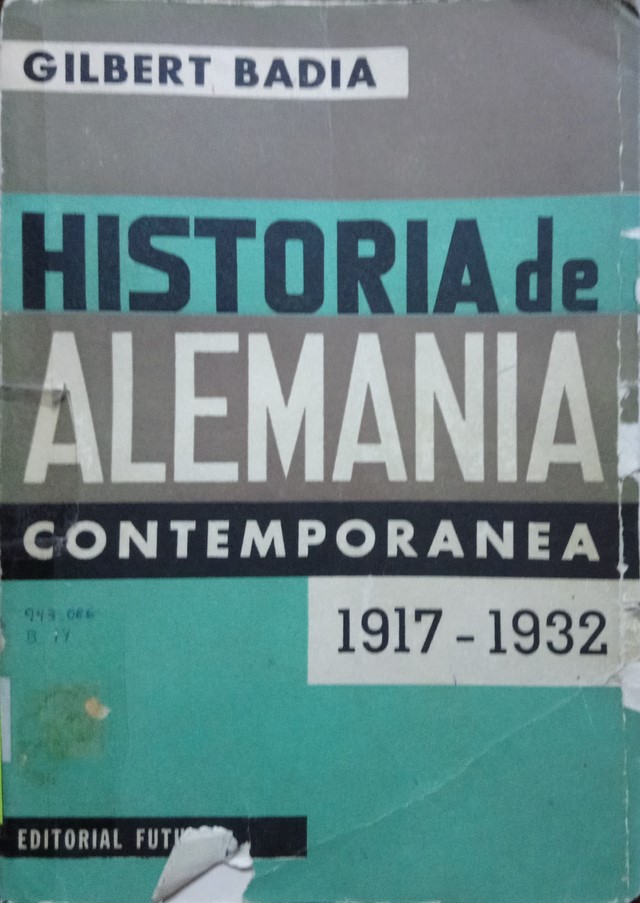 GILBERT BADIA
HISTORIA de
ALEMANIA
CONTEMPORANEA
1917-1932
EDITORIAL